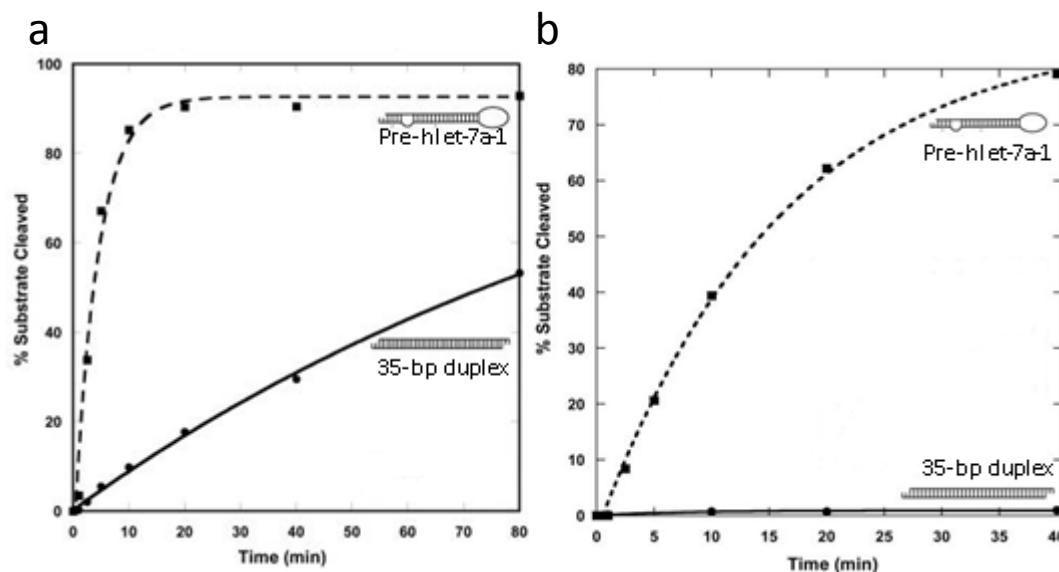 a
100
80
60
40
20
0
% Substrate Cleaved
0 10 20 30 40 50 60 70 80
Time (min)
Pre-hlet-7a-1
35-bp duplex
b
80
70
60
50
40
30
20
10
0
% Substrate Cleaved
0 5 10 15 20 25 30 35 40
Time (min)
Pre-hlet-7a-1
35-bp duplex